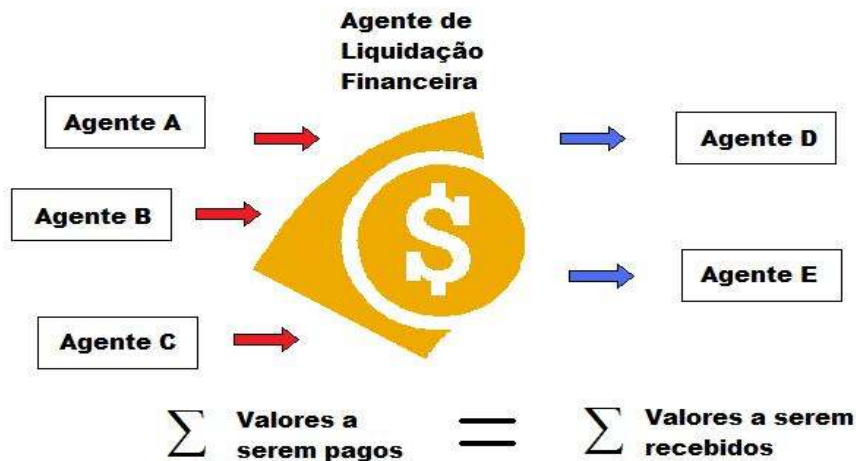 Agente de
Liquidação
Financeira
Agente A
Agente B
Agente C
Agente D
Agente E
$
∑ Valores a
serem pagos
=
∑ Valores a serem
recebidos